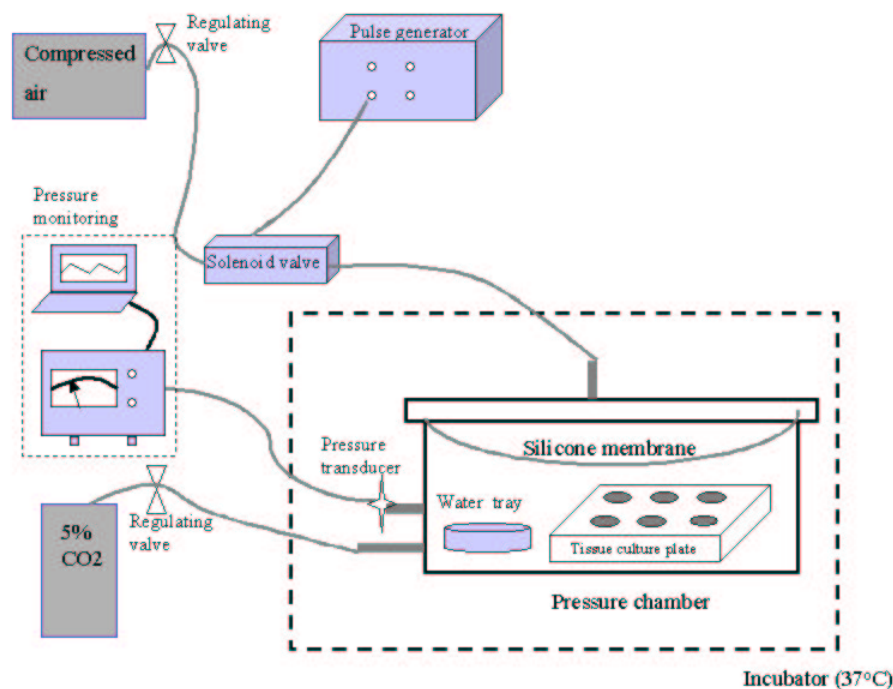 Regulating
valve
Pulse generator
Compressed
air
Pressure
monitoring
Solenoid valve
Silicone membrane
Pressure
transducer
Water tray
Regulating
valve
5%
CO2
Tissue culture plate
Pressure chamber
Incubator (37°C)